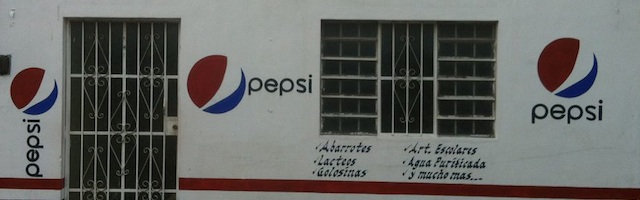 pepsi
pepsi
pepsi
Abarrotes
Lacteos
Golosinas
Art. Escolares
Agua Purificada
y mucho mas...